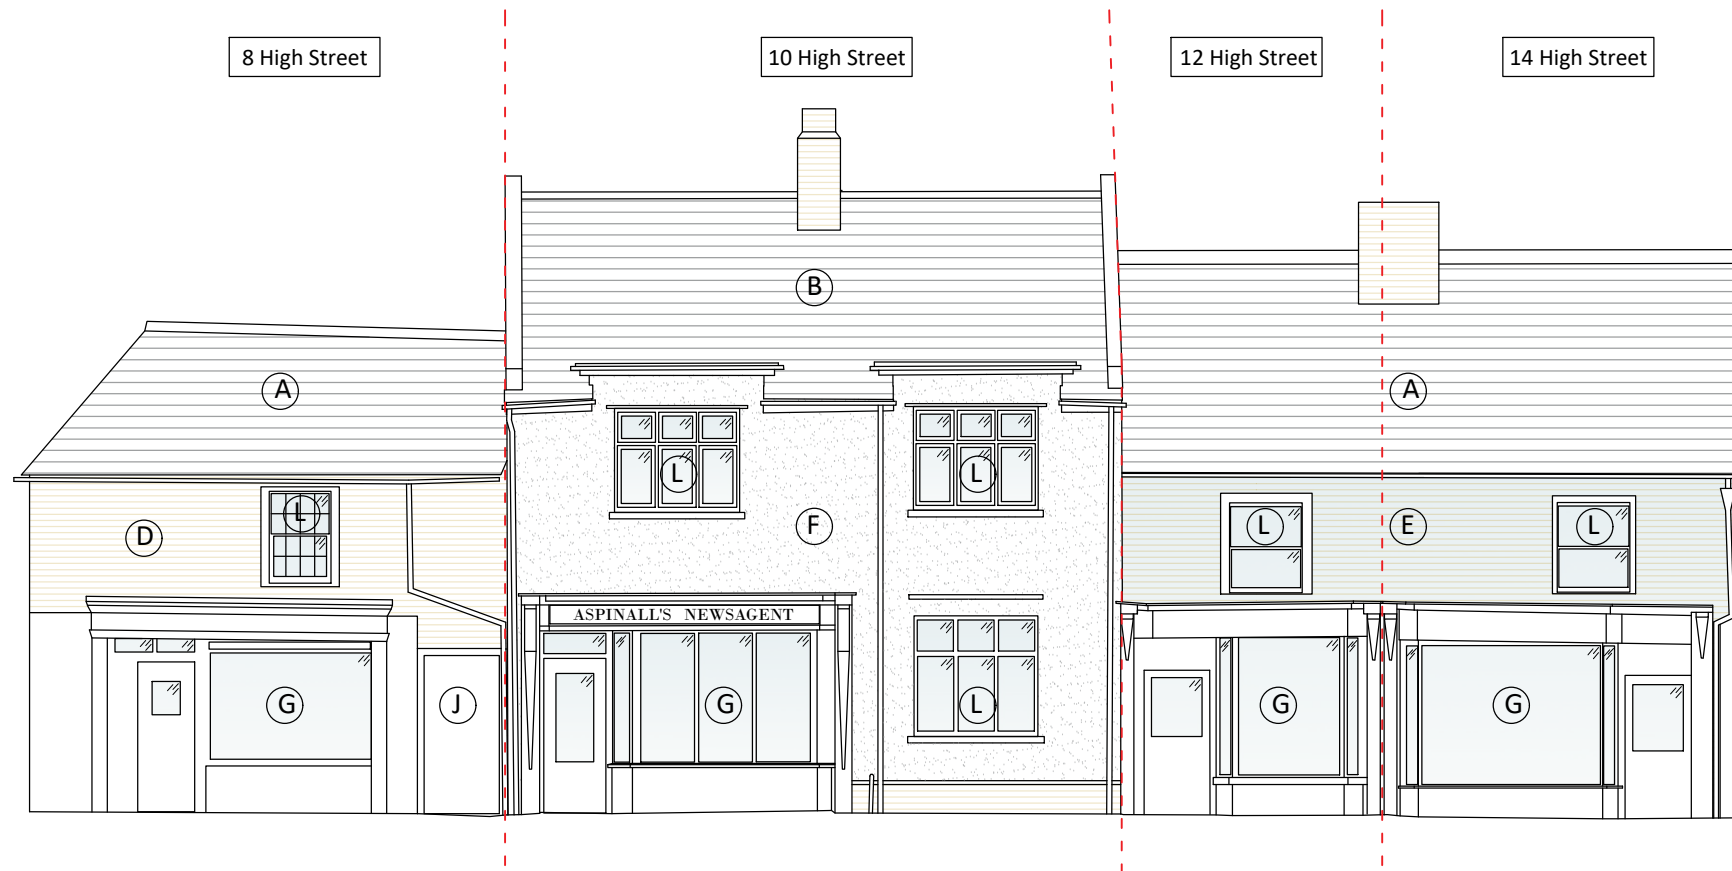 8 High Street
10 High Street
12 High Street
14 High Street
B
A
A
L
L
L
D
F
L
E
L
ASPINALL'S NEWSAGENT
G
J
G
L
G
G